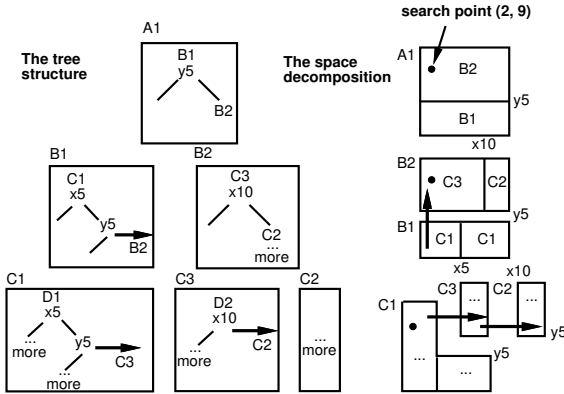 search point (2, 9)
The tree
structure
The space
decomposition
A1
B1
y5
B2
A1
B2
B1
y5
x10
B1
C1
x5
y5
B2
B2
C3
x10
C2
...
more
B2
C3
C2
y5
B1
C1
C1
x5
x10
C1
D1
x5
...
more
y5
...
more
C3
C3
D2
x10
...
more
C2
C2
...
more
C3
C2
...
...
y5
C1
...
y5
...